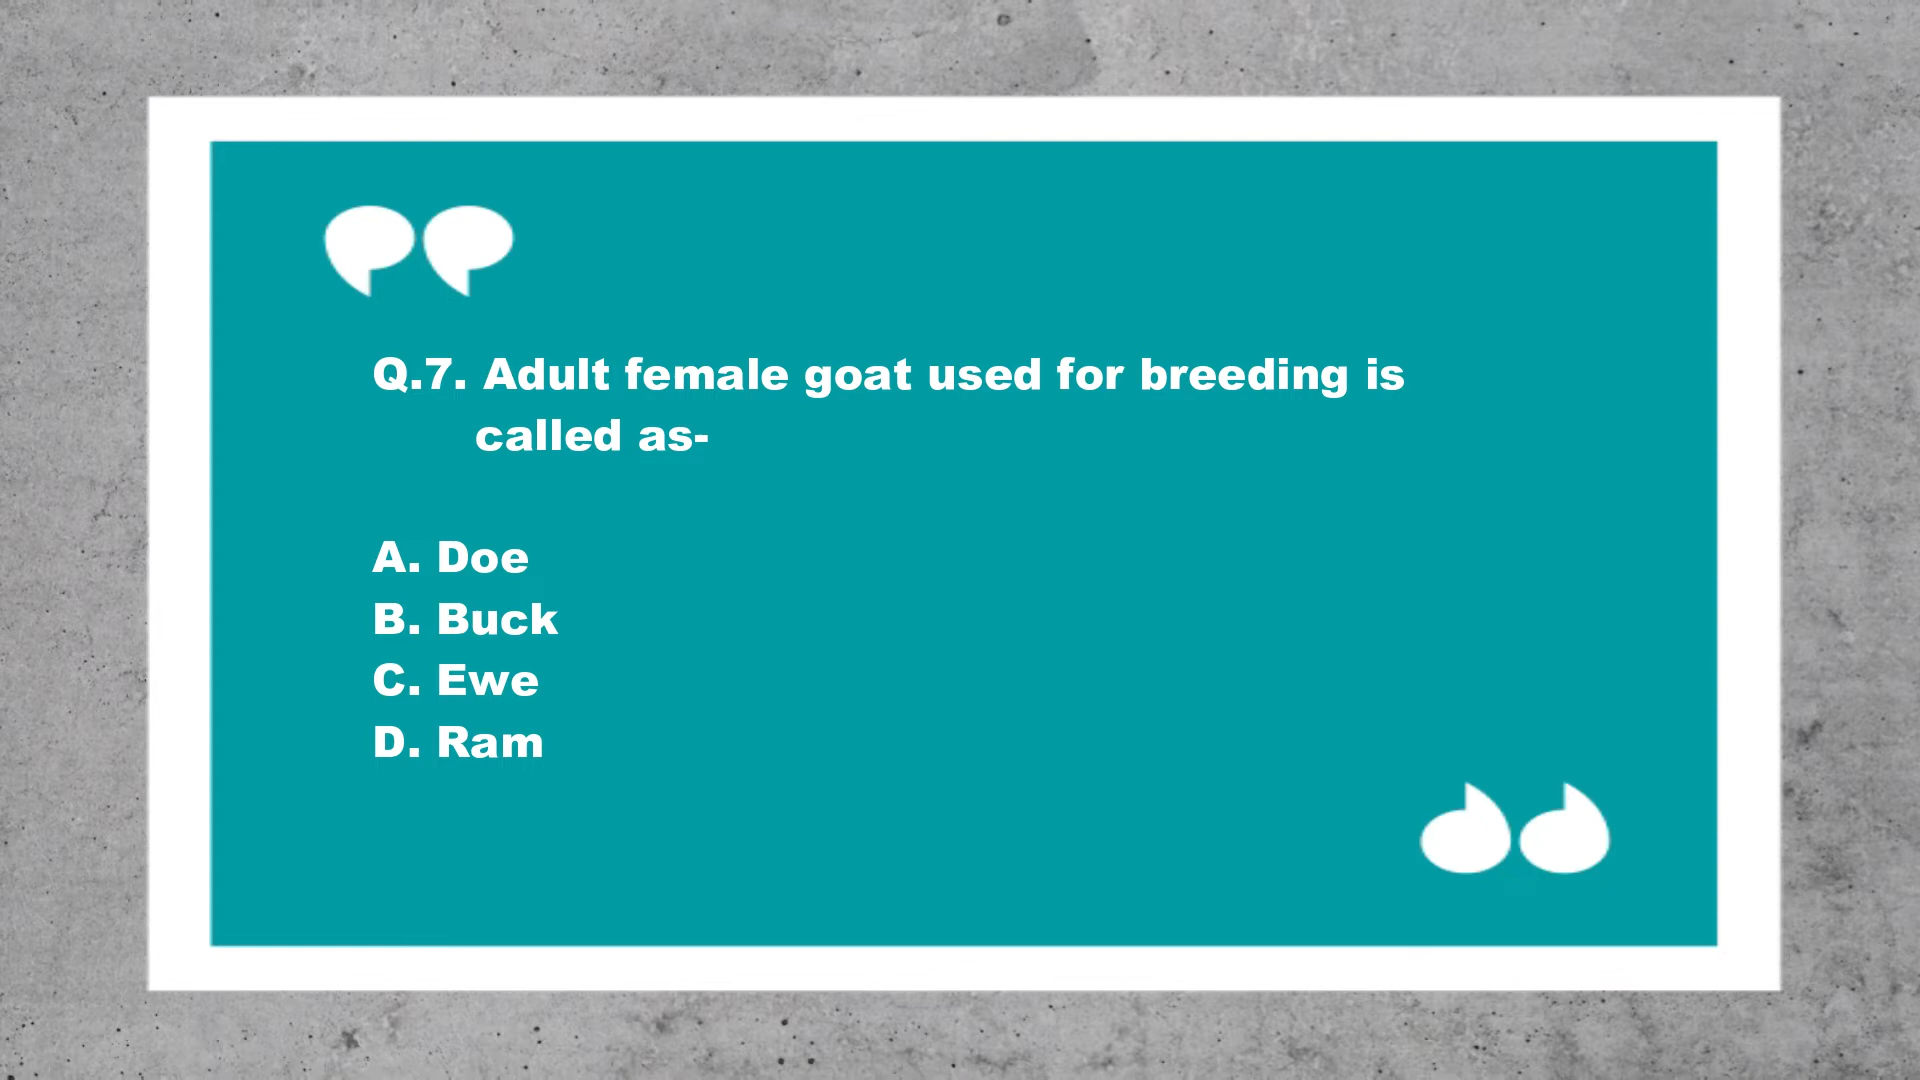 Q.7. Adult female goat used for breeding is
called as-
A. Doe
B. Buck
C. Ewe
D. Ram